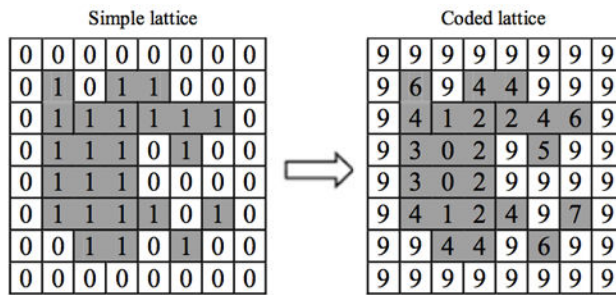 Simple lattice Coded lattice
0 0 0 0 0 0 0 0 9 9 9 9 9 9 9 9
0 1 0 1 1 0 0 0 9 6 9 4 4 9 9 9
0 1 1 1 1 1 1 0 9 4 1 2 2 4 6 9
0 1 1 1 0 1 0 0 9 3 0 2 9 5 9 9
0 1 1 1 0 0 0 0 9 3 0 2 9 9 9 9
0 1 1 1 1 0 1 0 9 4 1 2 4 9 7 9
0 0 1 1 0 1 0 0 9 9 4 4 9 6 9 9
0 0 0 0 0 0 0 0 9 9 9 9 9 9 9 9